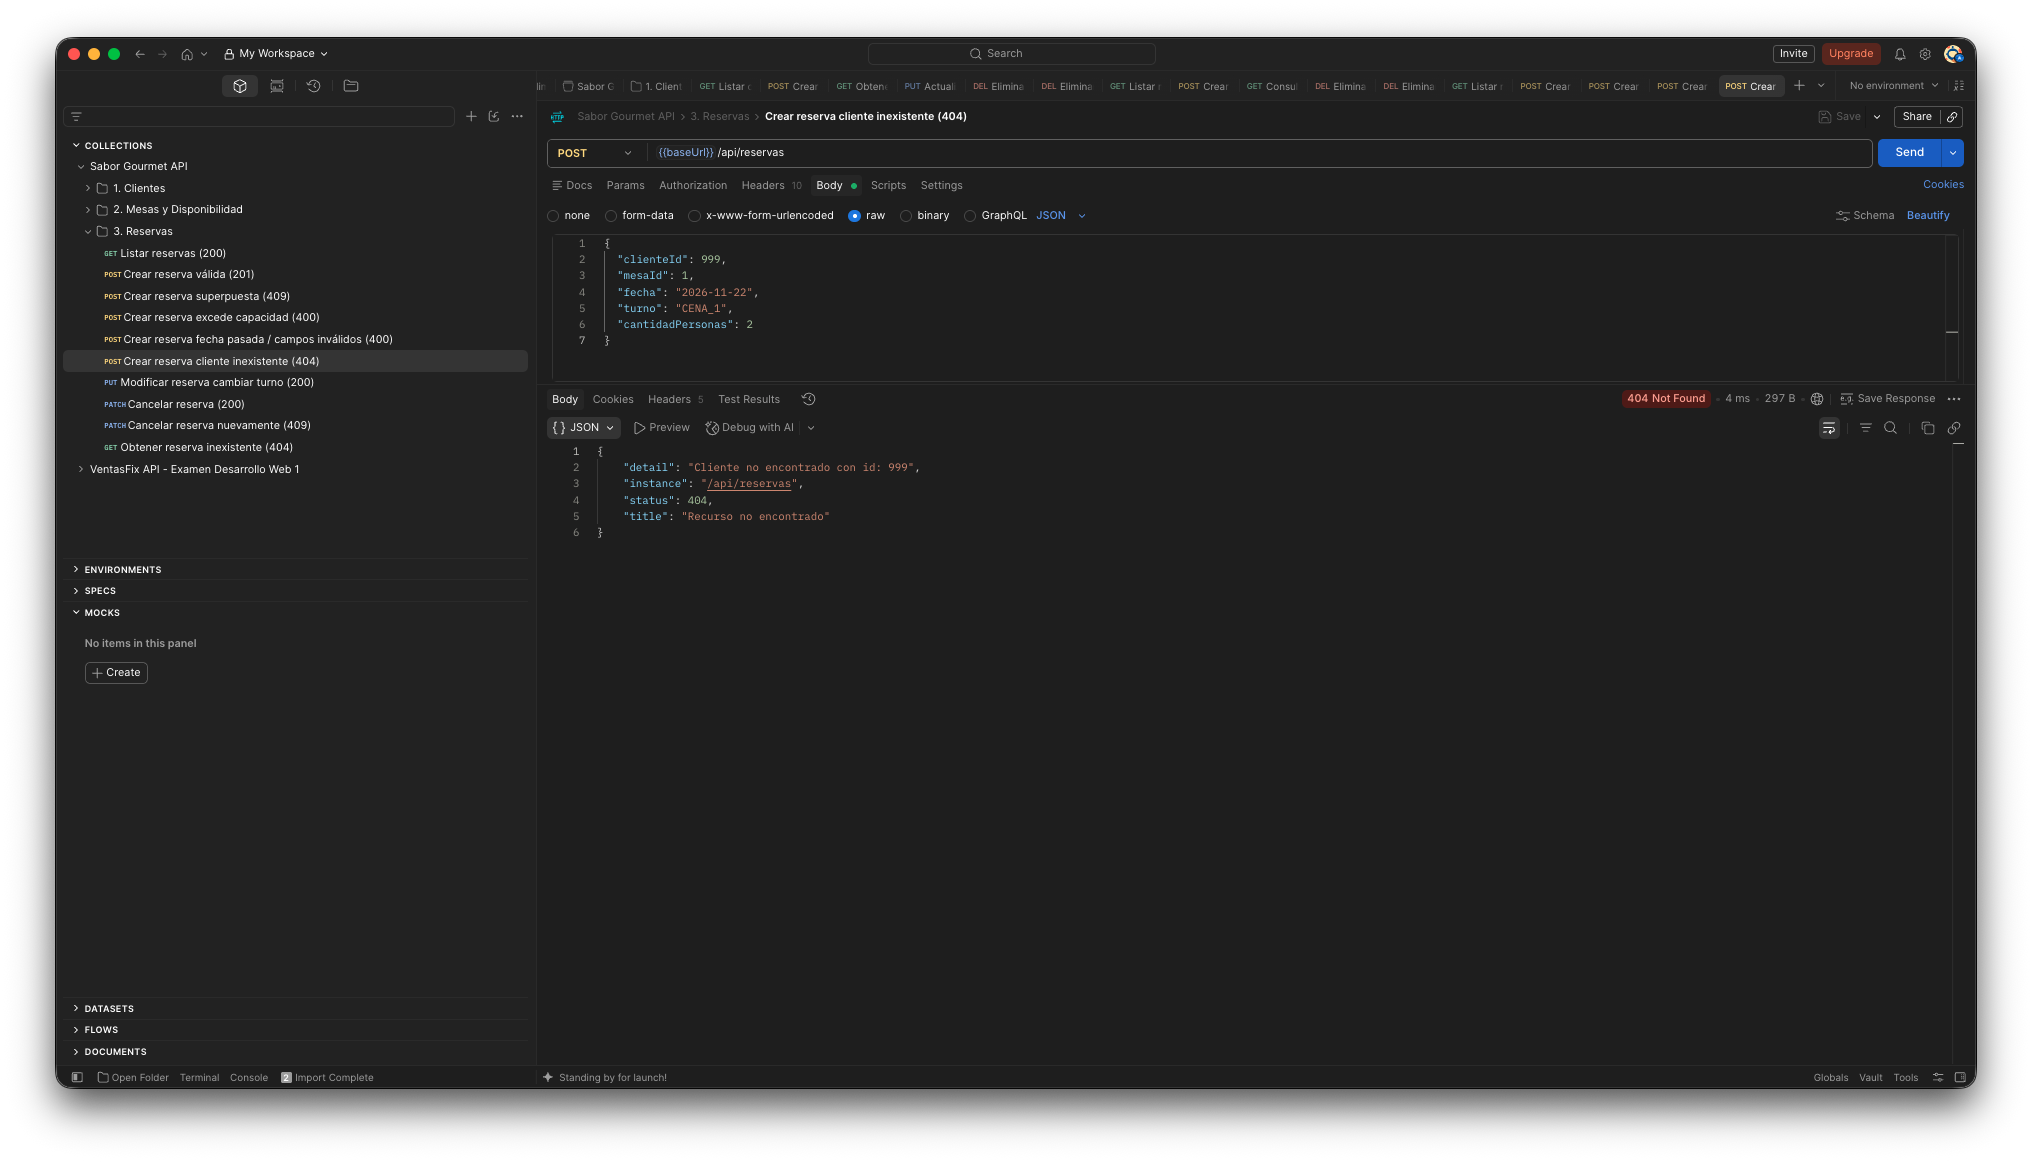 My Workspace
Search
Invite
Upgrade
Sabor G
1. Client
GET Listar
POST Crear
GET Obten
PUT Actuali
DEL Elimina
DEL Elimina
GET Listar
POST Crear
GET Consul
DEL Elimina
DEL Elimina
GET Listar
POST Crear
POST Crear
POST Crear
POST Crear
No environment
Sabor Gourmet API > 3. Reservas > Crear reserva cliente inexistente (404)
Save
Share
COLLECTIONS
Sabor Gourmet API
1. Clientes
2. Mesas y Disponibilidad
3. Reservas
GET Listar reservas (200)
POST Crear reserva válida (201)
POST Crear reserva superpuesta (409)
POST Crear reserva excede capacidad (400)
POST Crear reserva fecha pasada / campos inválidos (400)
POST Crear reserva cliente inexistente (404)
PUT Modificar reserva cambiar turno (200)
PATCH Cancelar reserva (200)
PATCH Cancelar reserva nuevamente (409)
GET Obtener reserva inexistente (404)
VentasFix API - Examen Desarrollo Web 1
ENVIRONMENTS
SPECS
MOCKS
No items in this panel
Create
DATASETS
FLOWS
DOCUMENTS
POST
{{baseUrl}} /api/reservas
Send
Docs Params Authorization Headers 10 Body Scripts Settings
Cookies
none form-data x-www-form-urlencoded raw binary GraphQL JSON
Schema
Beautify
1 {
2 "clienteId": 999,
3 "mesaId": 1,
4 "fecha": "2026-11-22",
5 "turno": "CENA_1",
6 "cantidadPersonas": 2
7 }
Body Cookies Headers 5 Test Results
404 Not Found
4 ms
297 B
e.g. Save Response
{} JSON
Preview
Debug with AI
1 {
2 "detail": "Cliente no encontrado con id: 999",
3 "instance": "/api/reservas",
4 "status": 404,
5 "title": "Recurso no encontrado"
6 }
Open Folder Terminal Console 2 Import Complete
Standing by for launch!
Globals Vault Tools